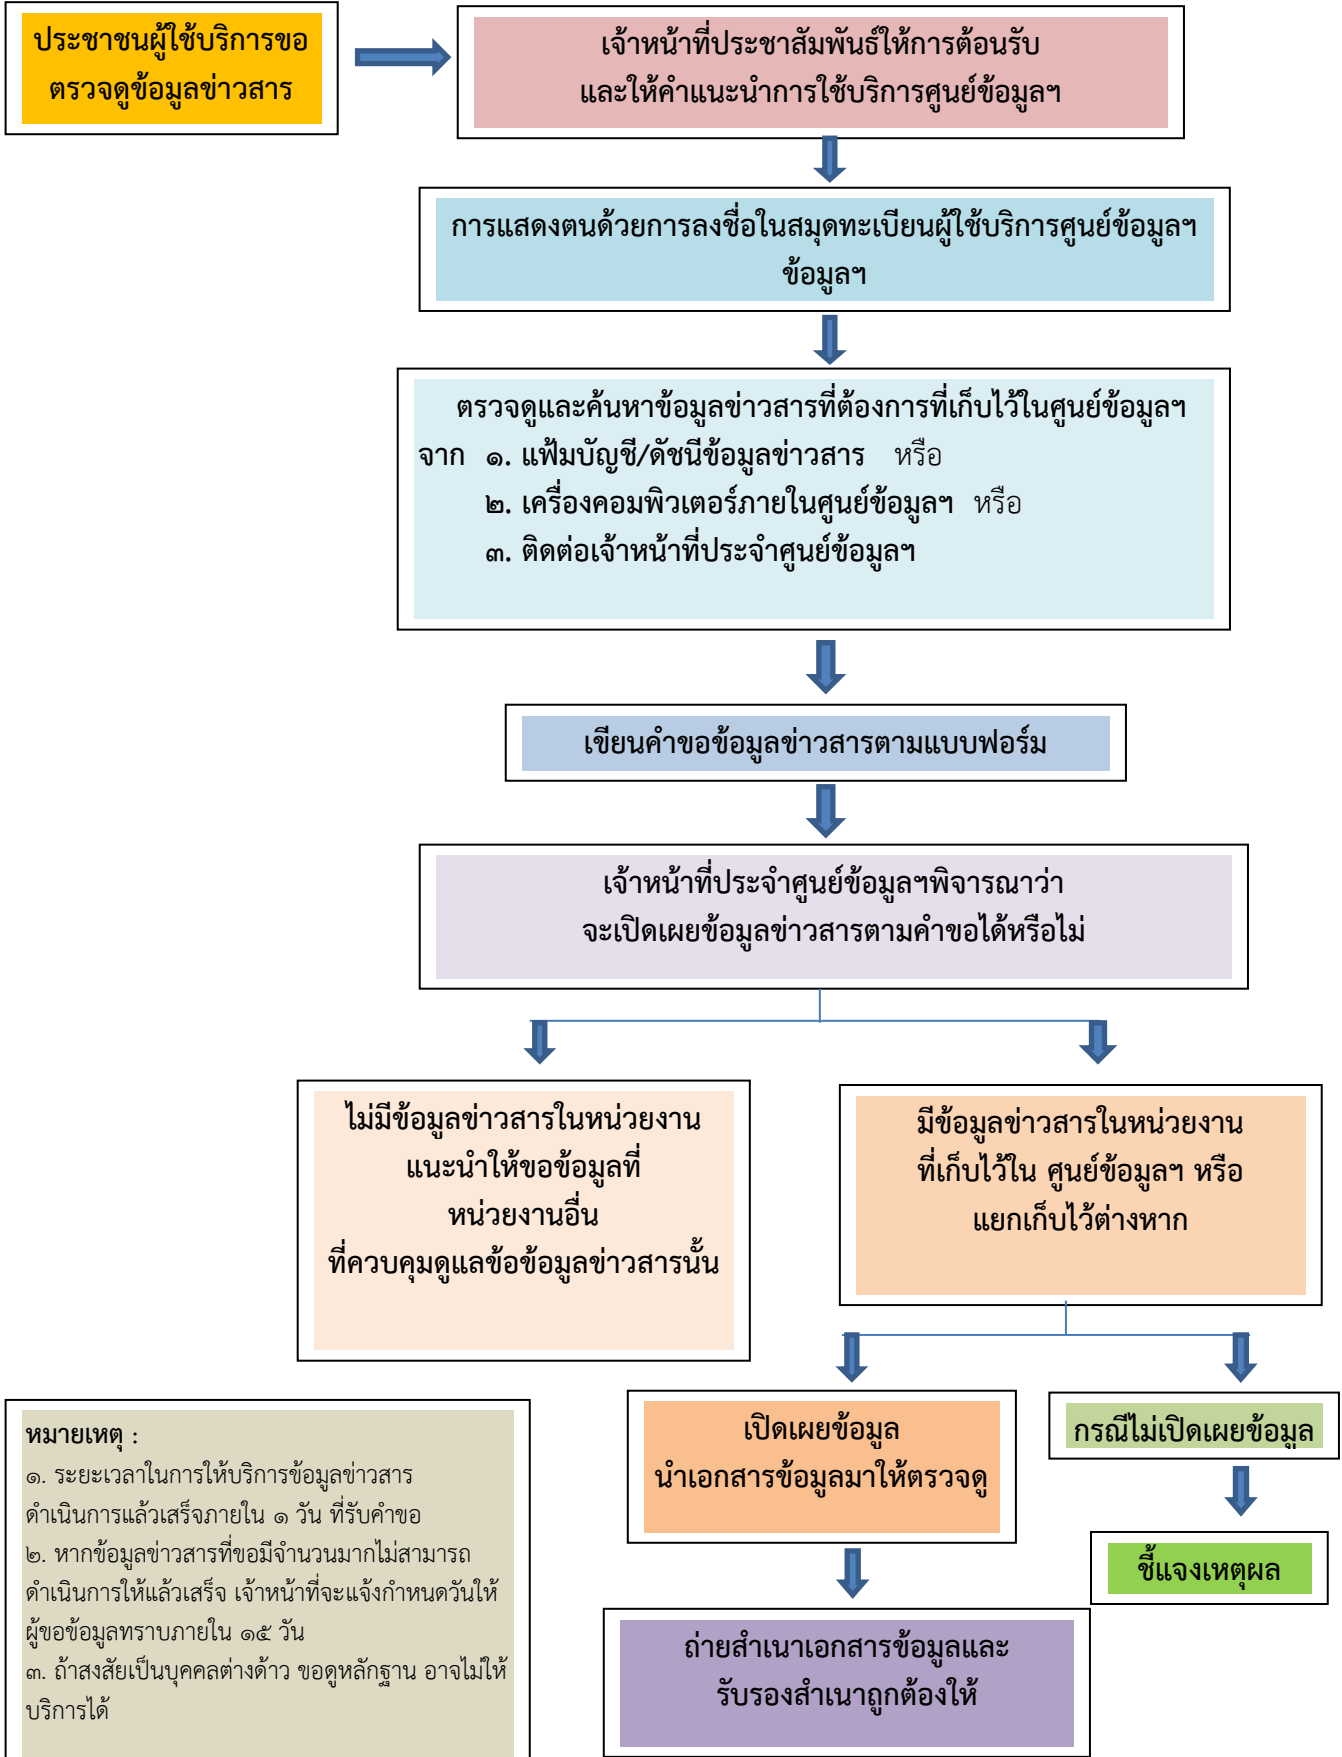 ประชาชนผู้ใช้บริการขอ
ตรวจดูข้อมูลข่าวสาร
เจ้าหน้าที่ประชาสัมพันธ์ให้การต้อนรับ
และให้คำแนะนำการใช้บริการศูนย์ข้อมูลฯ
การแสดงตนด้วยการลงชื่อในสมุดทะเบียนผู้ใช้บริการศูนย์ข้อมูลฯ
ข้อมูลฯ
ตรวจดูและค้นหาข้อมูลข่าวสารที่ต้องการที่เก็บไว้ในศูนย์ข้อมูลฯ
จาก ๑. แฟ้มบัญชี/ดัชนีข้อมูลข่าวสาร หรือ
๒. เครื่องคอมพิวเตอร์ภายในศูนย์ข้อมูลฯ หรือ
๓. ติดต่อเจ้าหน้าที่ประจำศูนย์ข้อมูลฯ
เขียนคำขอข้อมูลข่าวสารตามแบบฟอร์ม
เจ้าหน้าที่ประจำศูนย์ข้อมูลฯพิจารณาว่า
จะเปิดเผยข้อมูลข่าวสารตามคำขอได้หรือไม่
ไม่มีข้อมูลข่าวสารในหน่วยงาน
แนะนำให้ขอข้อมูลที่
หน่วยงานอื่น
ที่ควบคุมดูแลข้อข้อมูลข่าวสารนั้น
มีข้อมูลข่าวสารในหน่วยงาน
ที่เก็บไว้ใน ศูนย์ข้อมูลฯ หรือ
แยกเก็บไว้ต่างหาก
เปิดเผยข้อมูล
นำเอกสารข้อมูลมาให้ตรวจดู
กรณีไม่เปิดเผยข้อมูล
ชี้แจงเหตุผล
ถ่ายสำเนาเอกสารข้อมูลและ
รับรองสำเนาถูกต้องให้
หมายเหตุ :
๑. ระยะเวลาในการให้บริการข้อมูลข่าวสาร
ดำเนินการแล้วเสร็จภายใน ๑ วัน ที่รับคำขอ
๒. หากข้อมูลข่าวสารที่ขอมีจำนวนมากไม่สามารถ
ดำเนินการให้แล้วเสร็จ เจ้าหน้าที่จะแจ้งกำหนดวันให้
ผู้ขอข้อมูลทราบภายใน ๑๕ วัน
๓. ถ้าสงสัยเป็นบุคคลต่างด้าว ขอดูหลักฐาน อาจไม่ให้
บริการได้